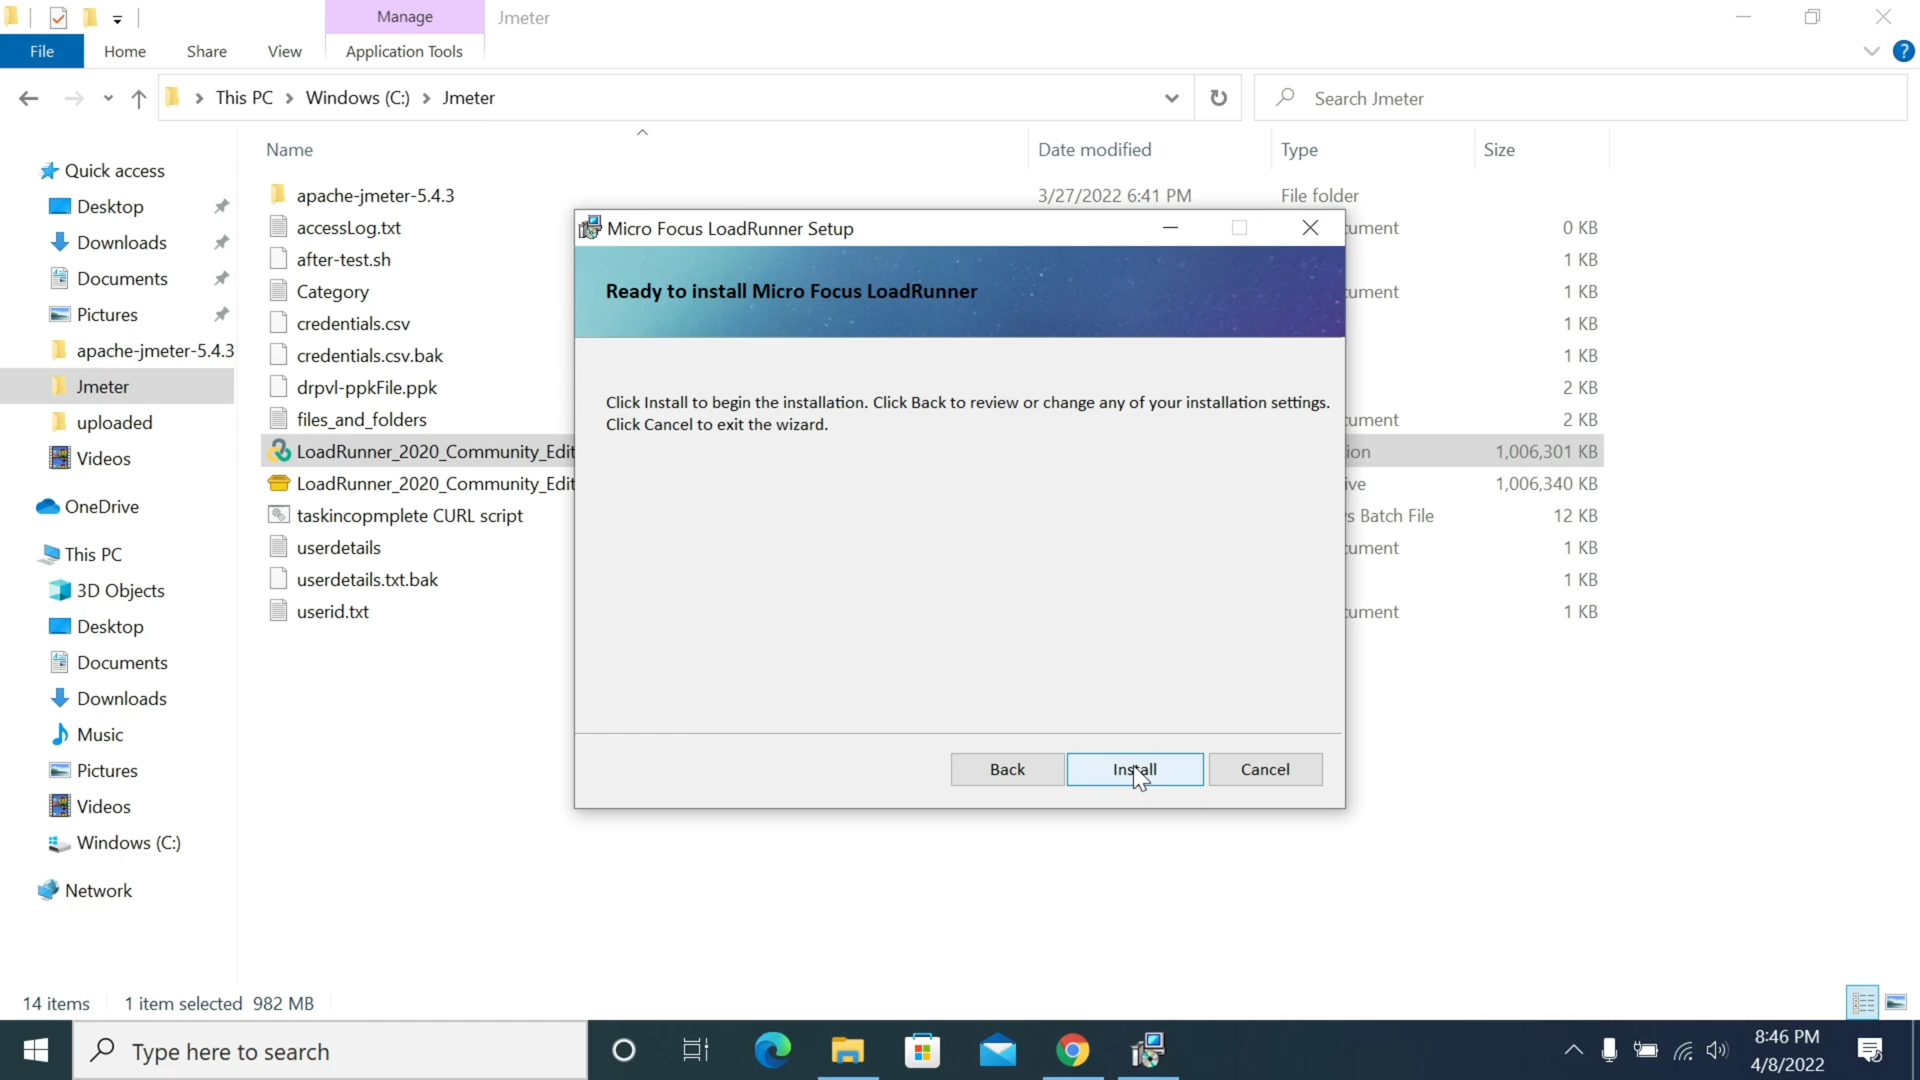 Manage
Jmeter
File
Home
Share
View
Application Tools
?
This PC
Windows (C:)
Jmeter
Search Jmeter
Name
Date modified
Type
Size
Quick access
Desktop
Downloads
Documents
Pictures
apache-jmeter-5.4.3
Jmeter
uploaded
Videos
OneDrive
This PC
3D Objects
Desktop
Documents
Downloads
Music
Pictures
Videos
Windows (C:)
Network
apache-jmeter-5.4.3 3/27/2022 6:41 PM File folder
accessLog.txt cument 0 KB
after-test.sh 1 KB
Category cument 1 KB
credentials.csv 1 KB
credentials.csv.bak 1 KB
drpvl-ppkFile.ppk 2 KB
files_and_folders cument 2 KB
LoadRunner_2020_Community_Edit ion 1,006,301 KB
LoadRunner_2020_Community_Edit ive 1,006,340 KB
taskincopmplete CURL script s Batch File 12 KB
userdetails cument 1 KB
userdetails.txt.bak 1 KB
userid.txt cument 1 KB
Micro Focus LoadRunner Setup
Ready to install Micro Focus LoadRunner
Click Install to begin the installation. Click Back to review or change any of your installation settings.
Click Cancel to exit the wizard.
Back
Install
Cancel
14 items
1 item selected 982 MB
Type here to search
8:46 PM
4/8/2022